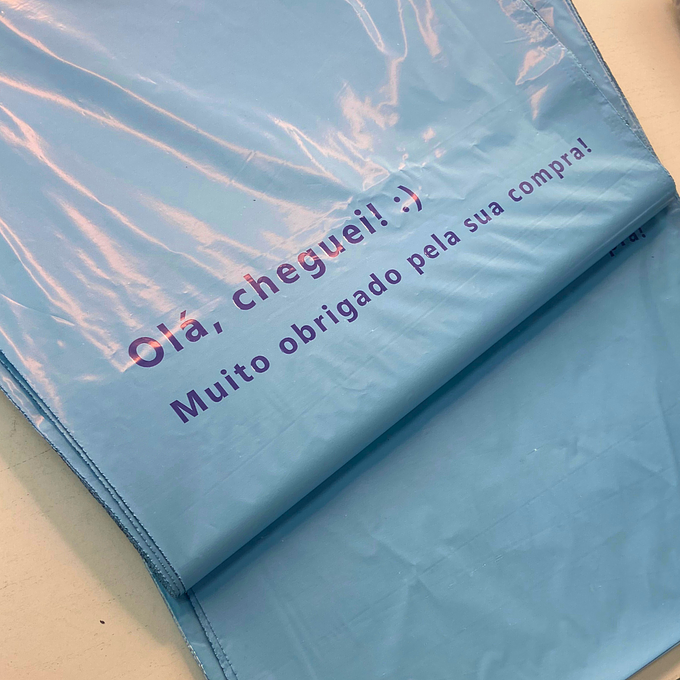 Olá, cheguei! :)
Muito obrigado pela sua compra!